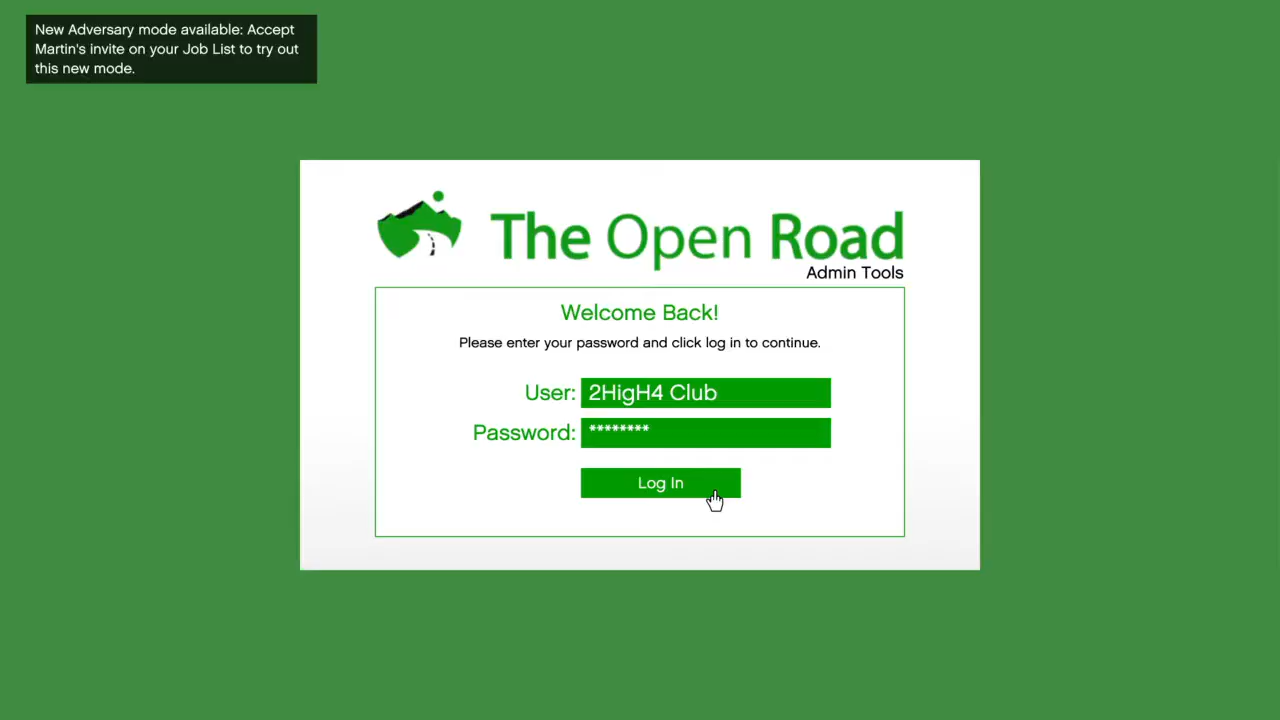 New Adversary mode available: Accept
Martin's invite on your Job List to try out
this new mode.
The Open Road
Admin Tools
Welcome Back!
Please enter your password and click log in to continue.
User: 2HigH4 Club
Password: ********
Log In